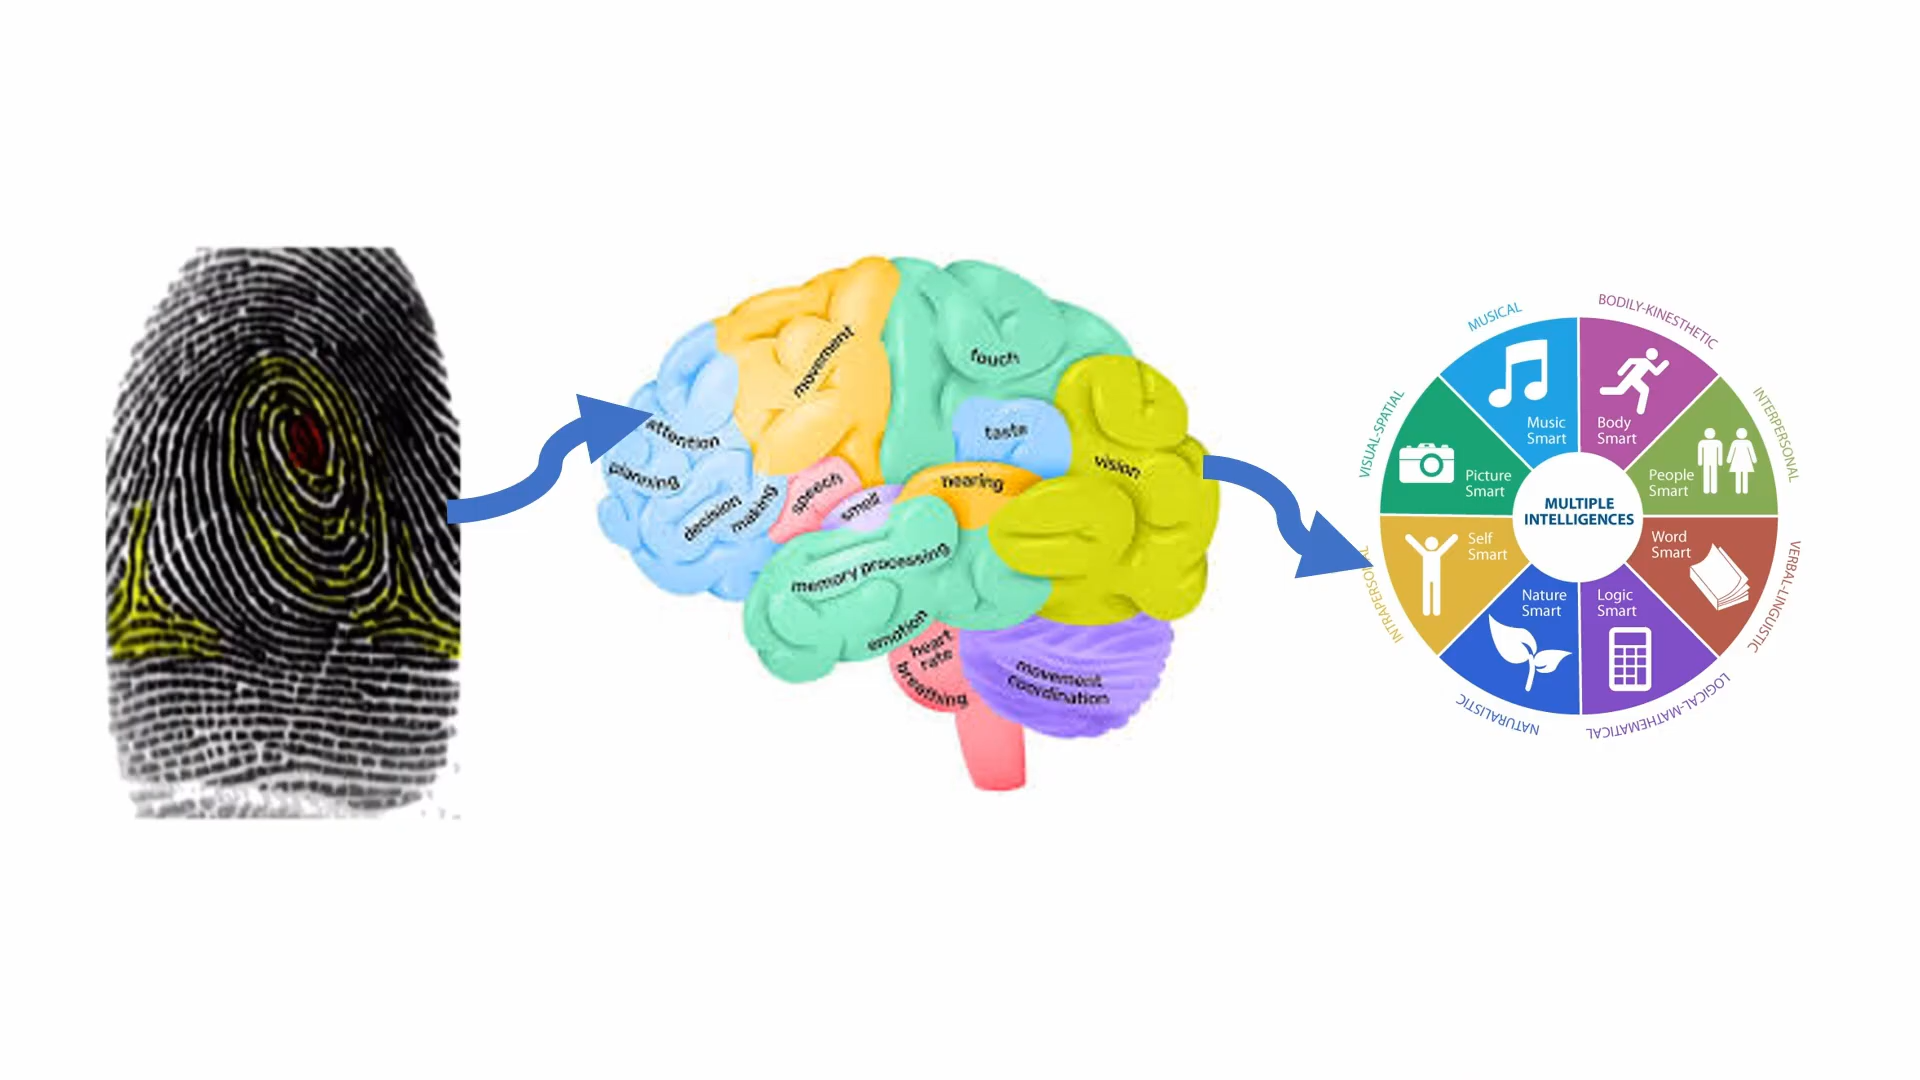 movement
touch
attention
planning
decision
making
speech
smell
taste
hearing
vision
memory processing
emotion
heart
rate
breathing
movement
coordination
MUSICAL
BODILY-KINESTHETIC
INTERPERSONAL
VERBAL-LINGUISTIC
LOGICAL-MATHEMATICAL
NATURALISTIC
INTRAPERSONAL
VISUAL-SPATIAL
Music
Smart
Body
Smart
People
Smart
Word
Smart
Logic
Smart
Nature
Smart
Self
Smart
Picture
Smart
MULTIPLE
INTELLIGENCES